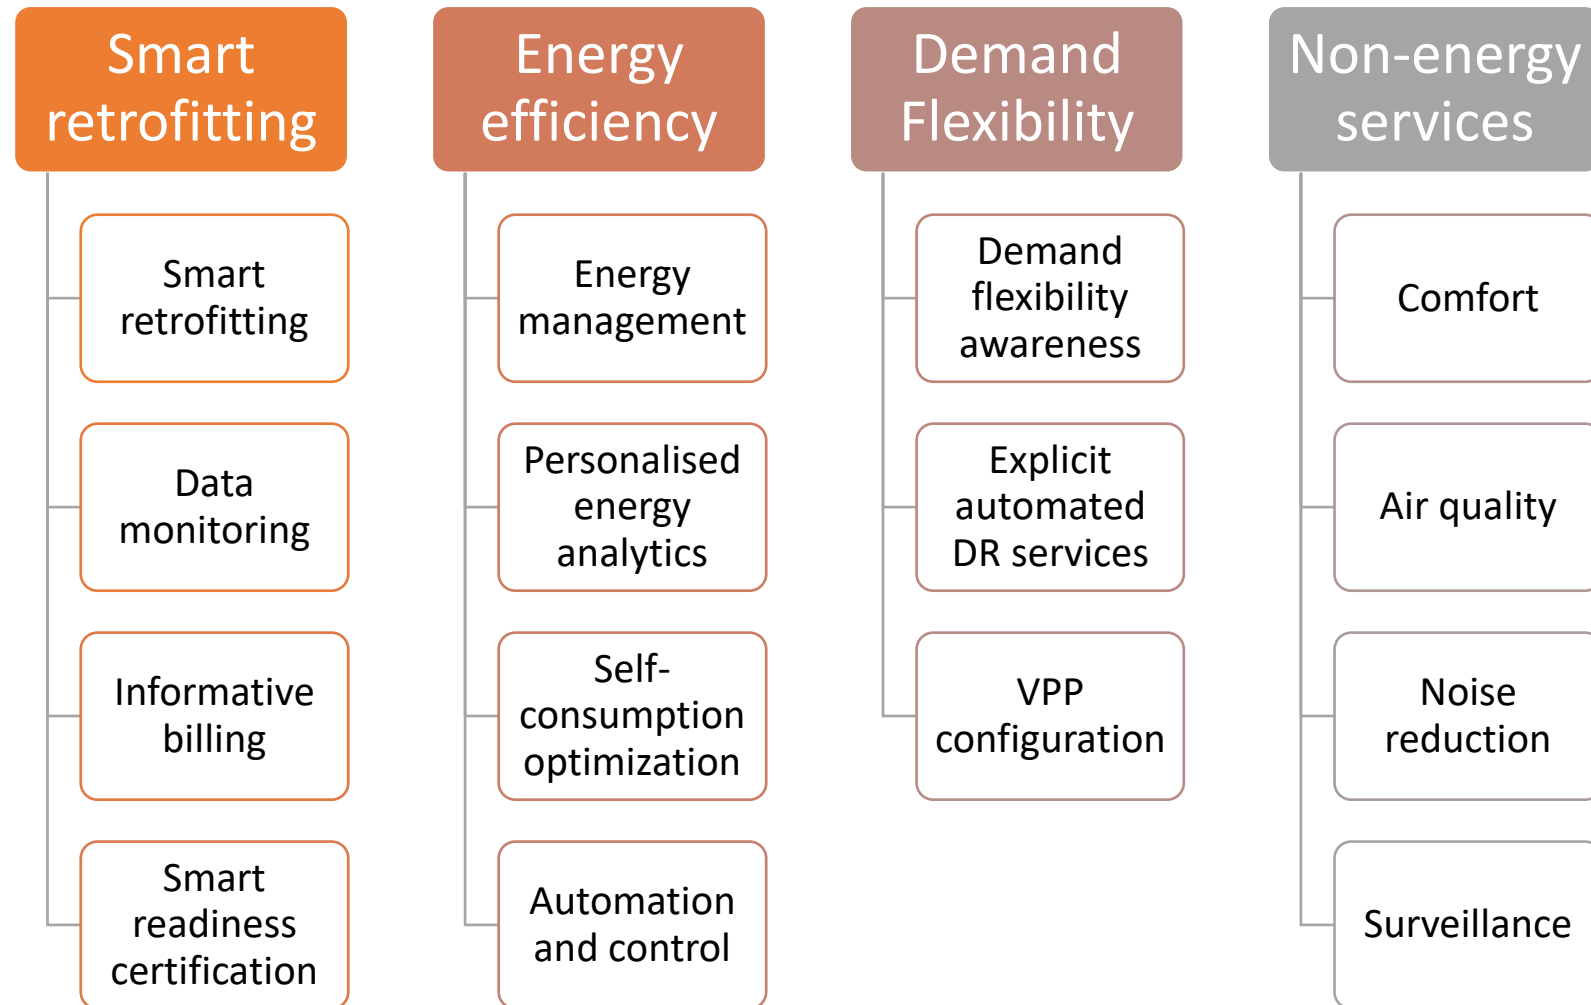 Smart
retrofitting
Smart
retrofitting
Data
monitoring
Informative
billing
Smart
readiness
certification
Energy
efficiency
Energy
management
Personalised
energy
analytics
Self-
consumption
optimization
Automation
and control
Demand
Flexibility
Demand
flexibility
awareness
Explicit
automated
DR services
VPP
configuration
Non-energy
services
Comfort
Air quality
Noise
reduction
Surveillance